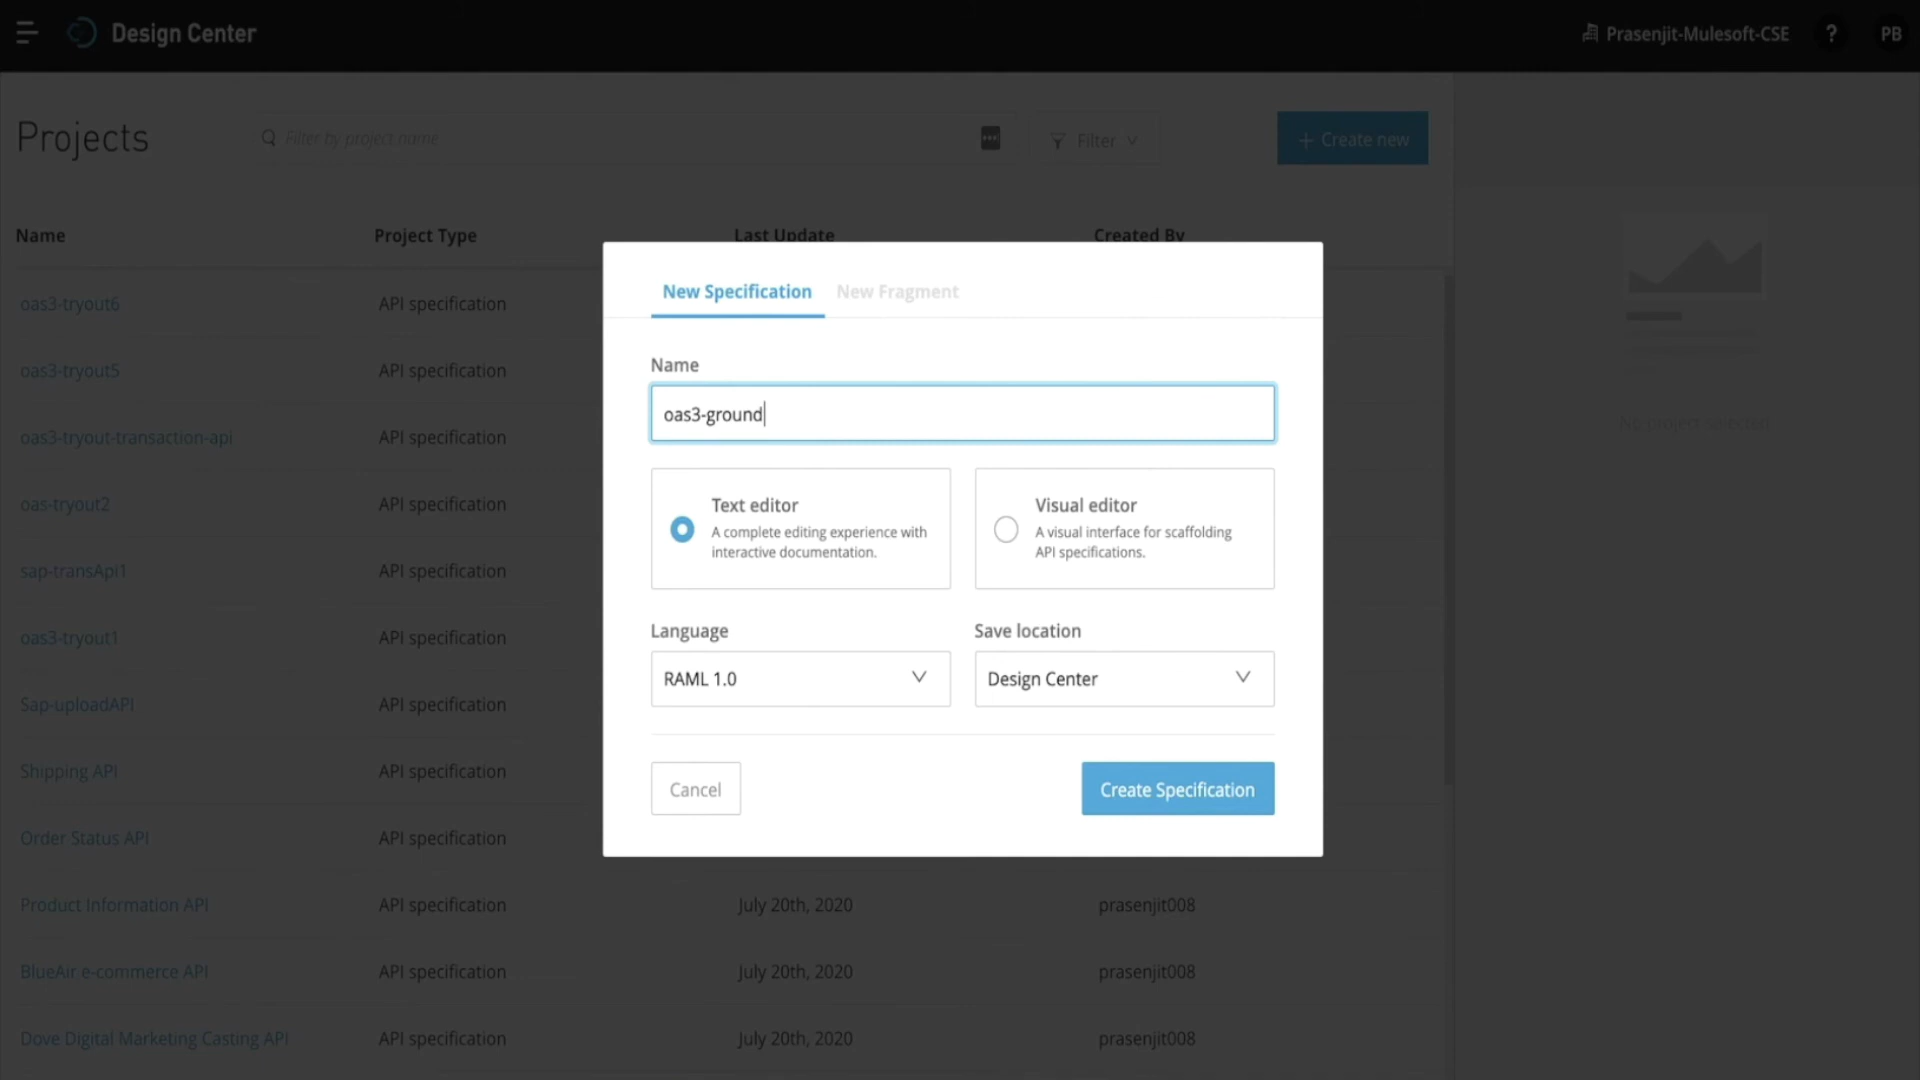 Design Center
Prasenjit-Mulesoft-CSE
?
PB
Projects
Filter by project name
Filter
+ Create new
Name Project Type Last Update Created By
oas3-tryout6 API specification
oas3-tryout5 API specification
oas3-tryout-transaction-api API specification
oas-tryout2 API specification
sap-transApi1 API specification
oas3-tryout1 API specification
Sap-uploadAPI API specification
Shipping API API specification
Order Status API API specification
Product Information API API specification July 20th, 2020 prasenjit008
BlueAir e-commerce API API specification July 20th, 2020 prasenjit008
Dove Digital Marketing Casting API API specification July 20th, 2020 prasenjit008
No project selected
New Specification New Fragment
Name
oas3-ground
Text editor
A complete editing experience with
interactive documentation.
Visual editor
A visual interface for scaffolding
API specifications.
Language
RAML 1.0
Save location
Design Center
Cancel
Create Specification